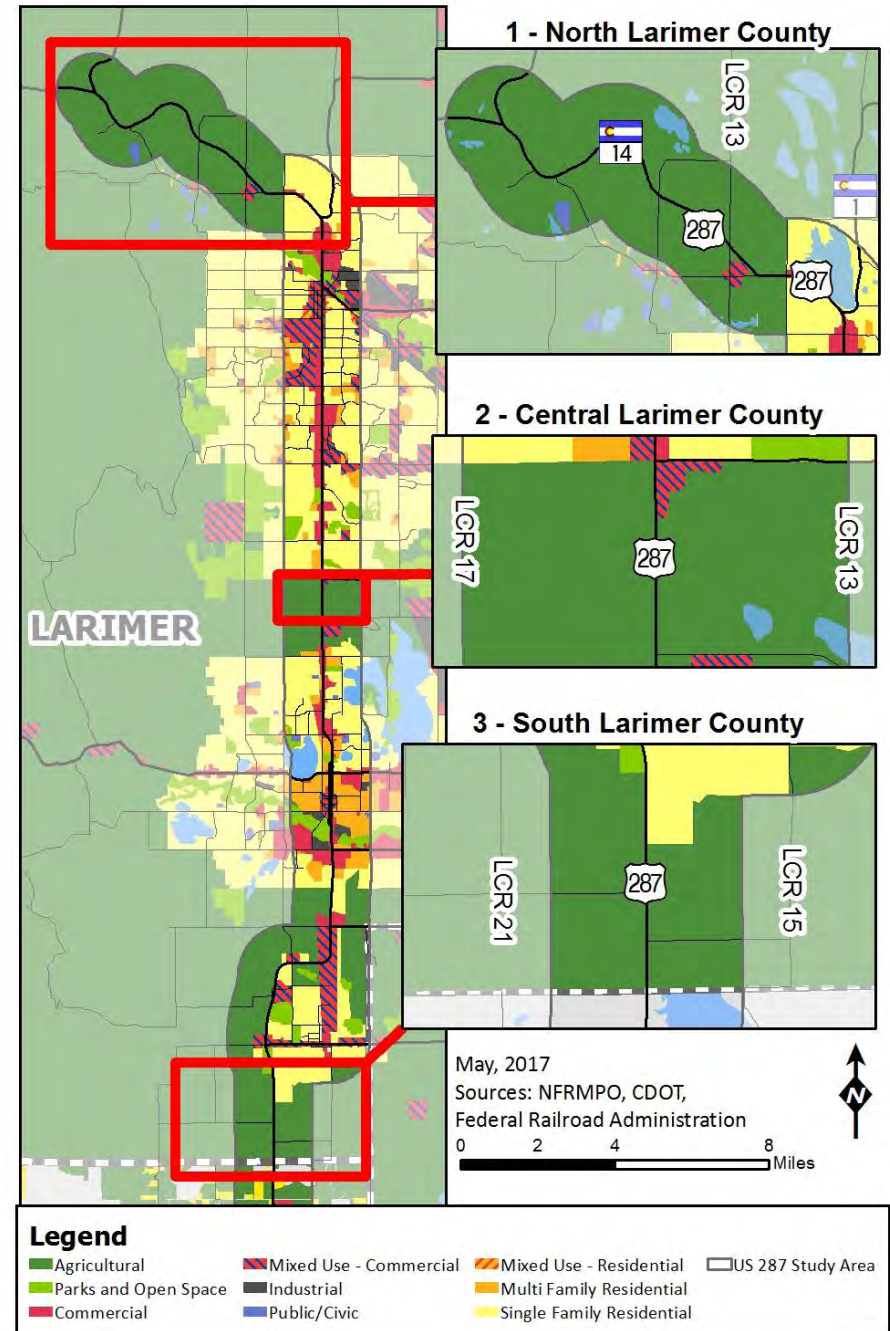 1 - North Larimer County
LCR 13
14
1
287
287
2 - Central Larimer County
LCR 17
287
LCR 13
LARIMER
3 - South Larimer County
LCR 21
287
LCR 15
May, 2017
Sources: NFRMPO, CDOT,
Federal Railroad Administration
N
0 2 4 8
Miles
Legend
Agricultural
Parks and Open Space
Commercial
Mixed Use - Commercial
Industrial
Public/Civic
Mixed Use - Residential
Multi Family Residential
Single Family Residential
US 287 Study Area